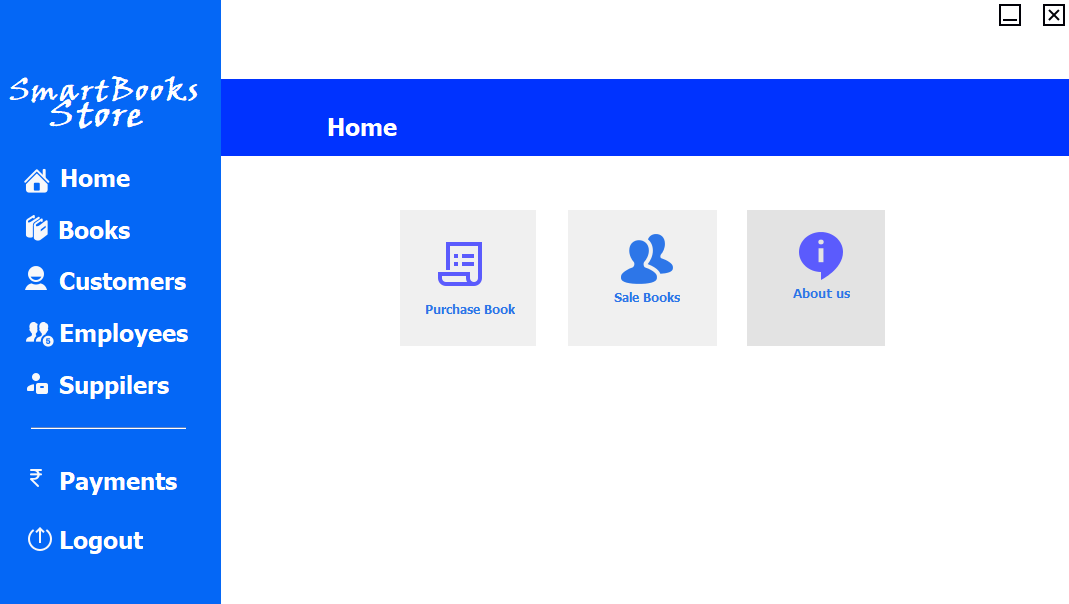 SmartBooks
Store
Home
Books
Customers
Employees
Suppilers
₹ Payments
Logout
Home
Purchase Book
Sale Books
About us